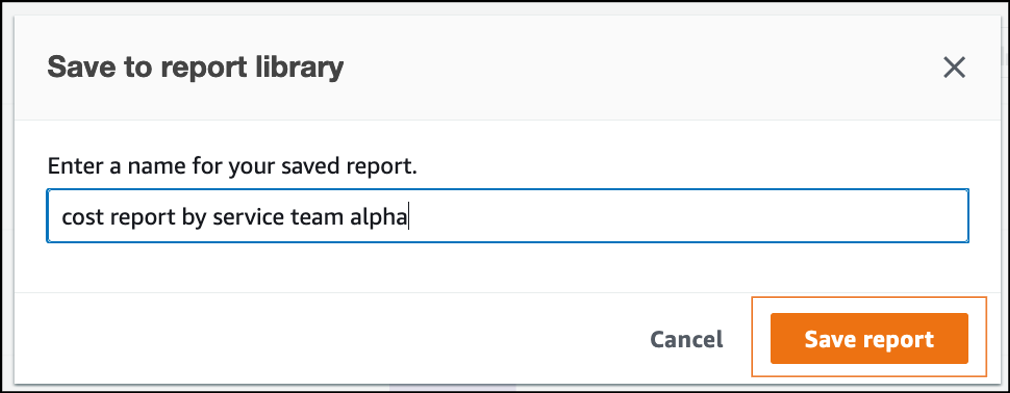 Save to report library
Enter a name for your saved report.
cost report by service team alpha
Cancel
Save report